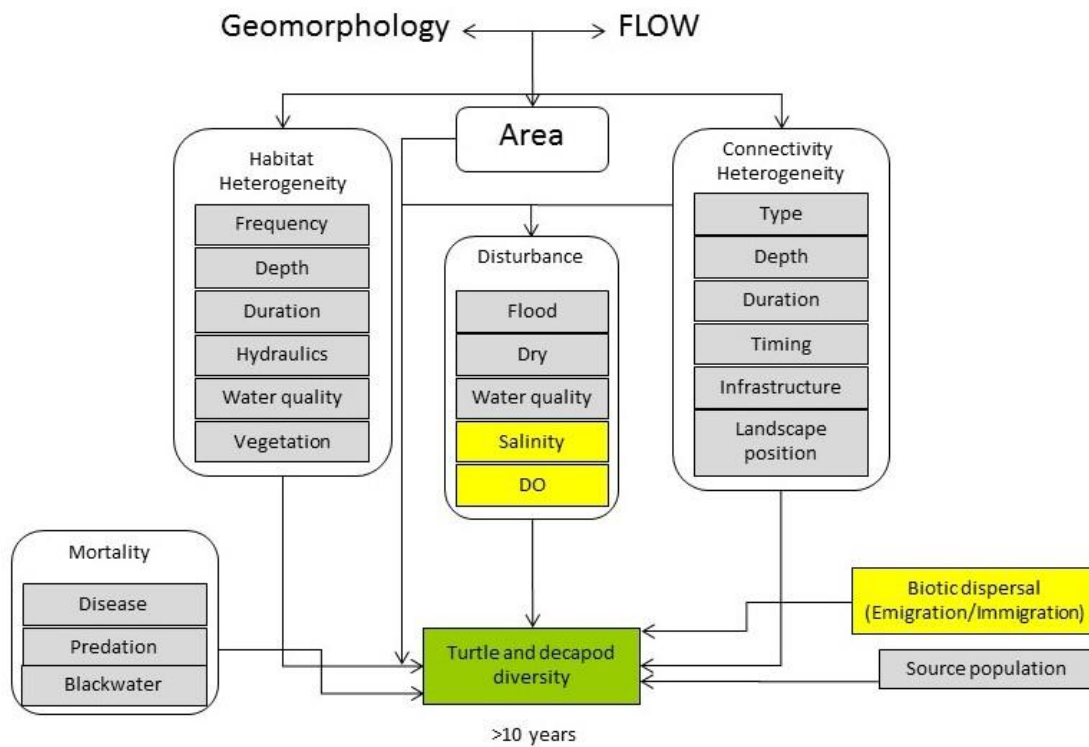 Geomorphology
FLOW
Area
Habitat
Heterogeneity
Frequency
Depth
Duration
Hydraulics
Water quality
Vegetation
Disturbance
Flood
Dry
Water quality
Salinity
DO
Connectivity
Heterogeneity
Type
Depth
Duration
Timing
Infrastructure
Landscape
position
Mortality
Disease
Predation
Blackwater
Turtle and decapod
diversity
>10 years
Biotic dispersal
(Emigration/Immigration)
Source population